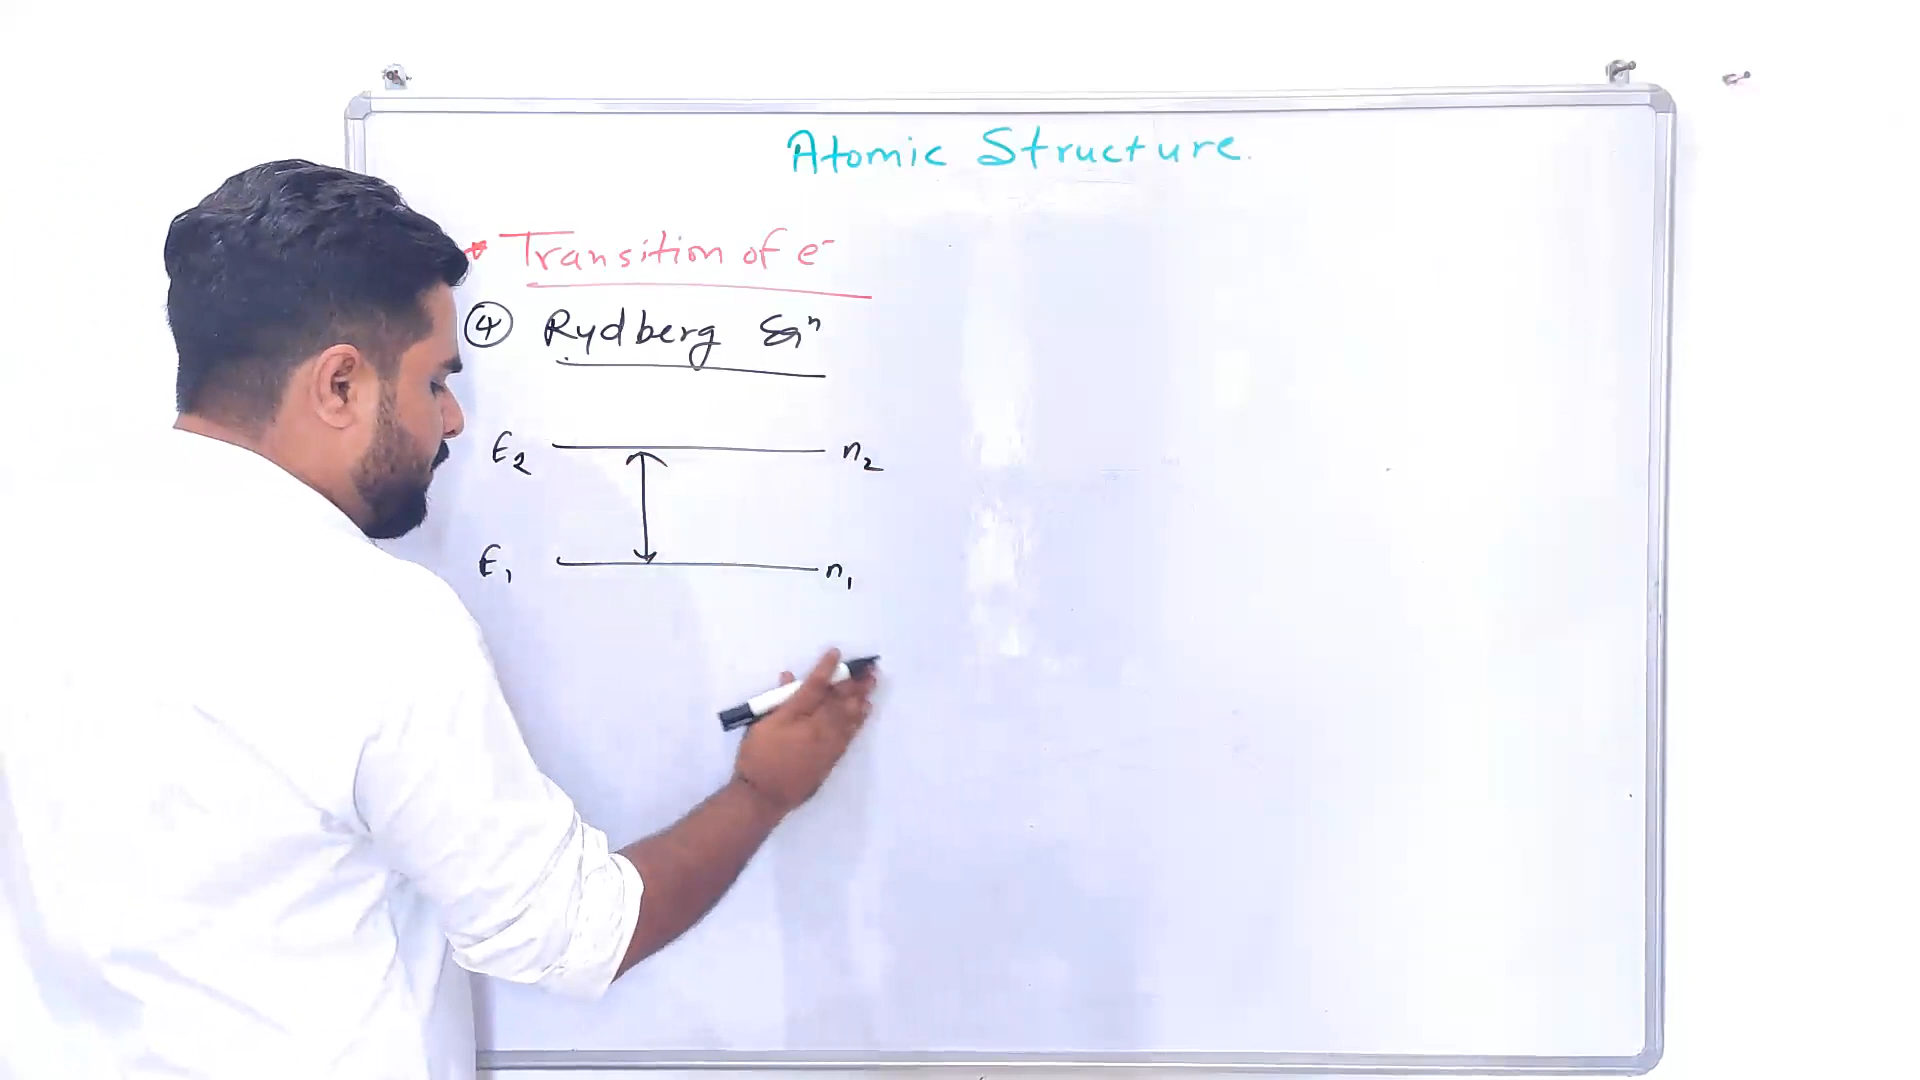 Atomic Structure.
* Transition of e⁻
④ Rydberg Eqⁿ
E₂ n₂
E₁ n₁